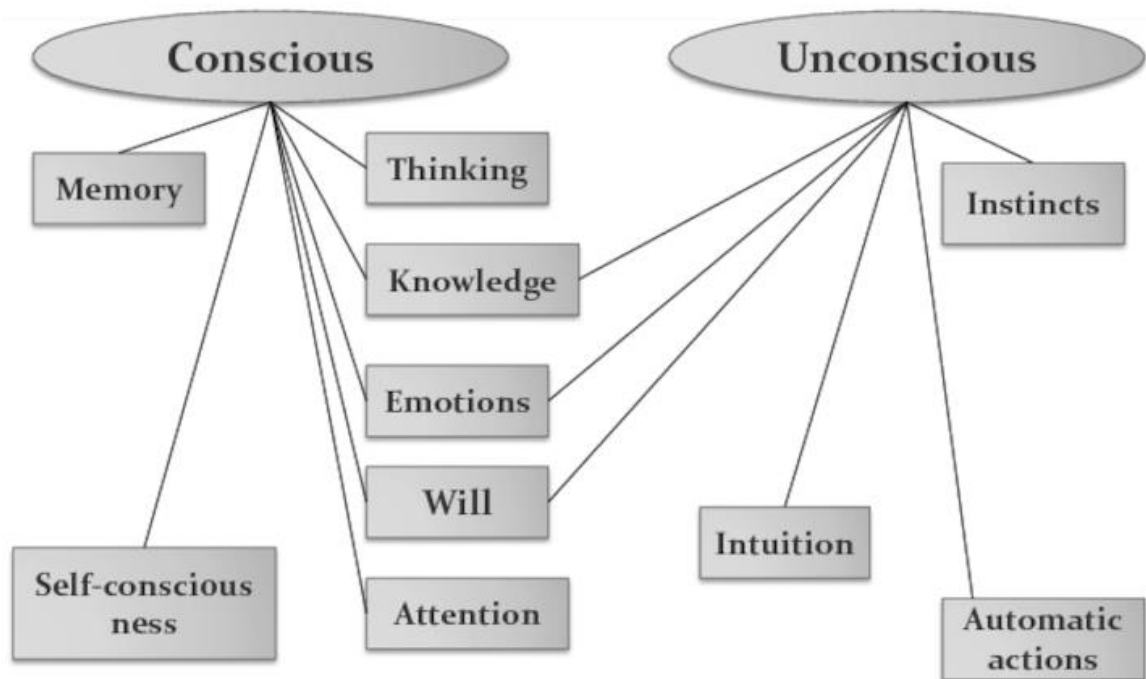 Conscious
Unconscious
Memory
Thinking
Instincts
Knowledge
Emotions
Will
Intuition
Self-conscious
ness
Attention
Automatic
actions